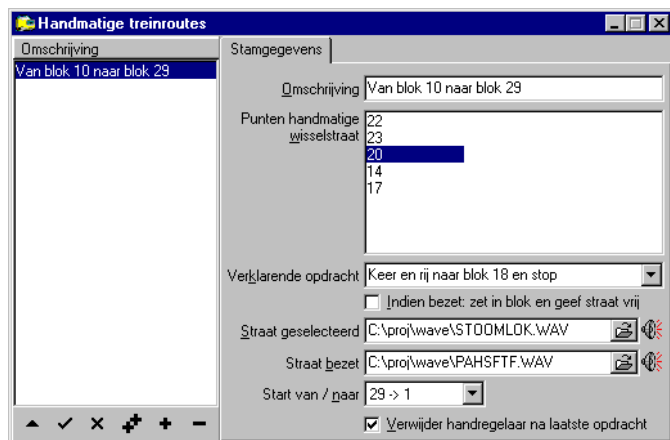 Handmatige treinroutes
Omschrijving
Van blok 10 naar blok 29
Stamgegevens
Omschrijving Van blok 10 naar blok 29
Punten handmatige wisselstraat
22
23
20
14
17
Verklarende opdracht Keer en rij naar blok 18 en stop
Indien bezet: zet in blok en geef straat vrij
Straat geselecteerd C:\proj\wave\STOOMLOK.WAV
Straat bezet C:\proj\wave\PAHSFTF.WAV
Start van / naar 29 -> 1
Verwijder handregelaar na laatste opdracht